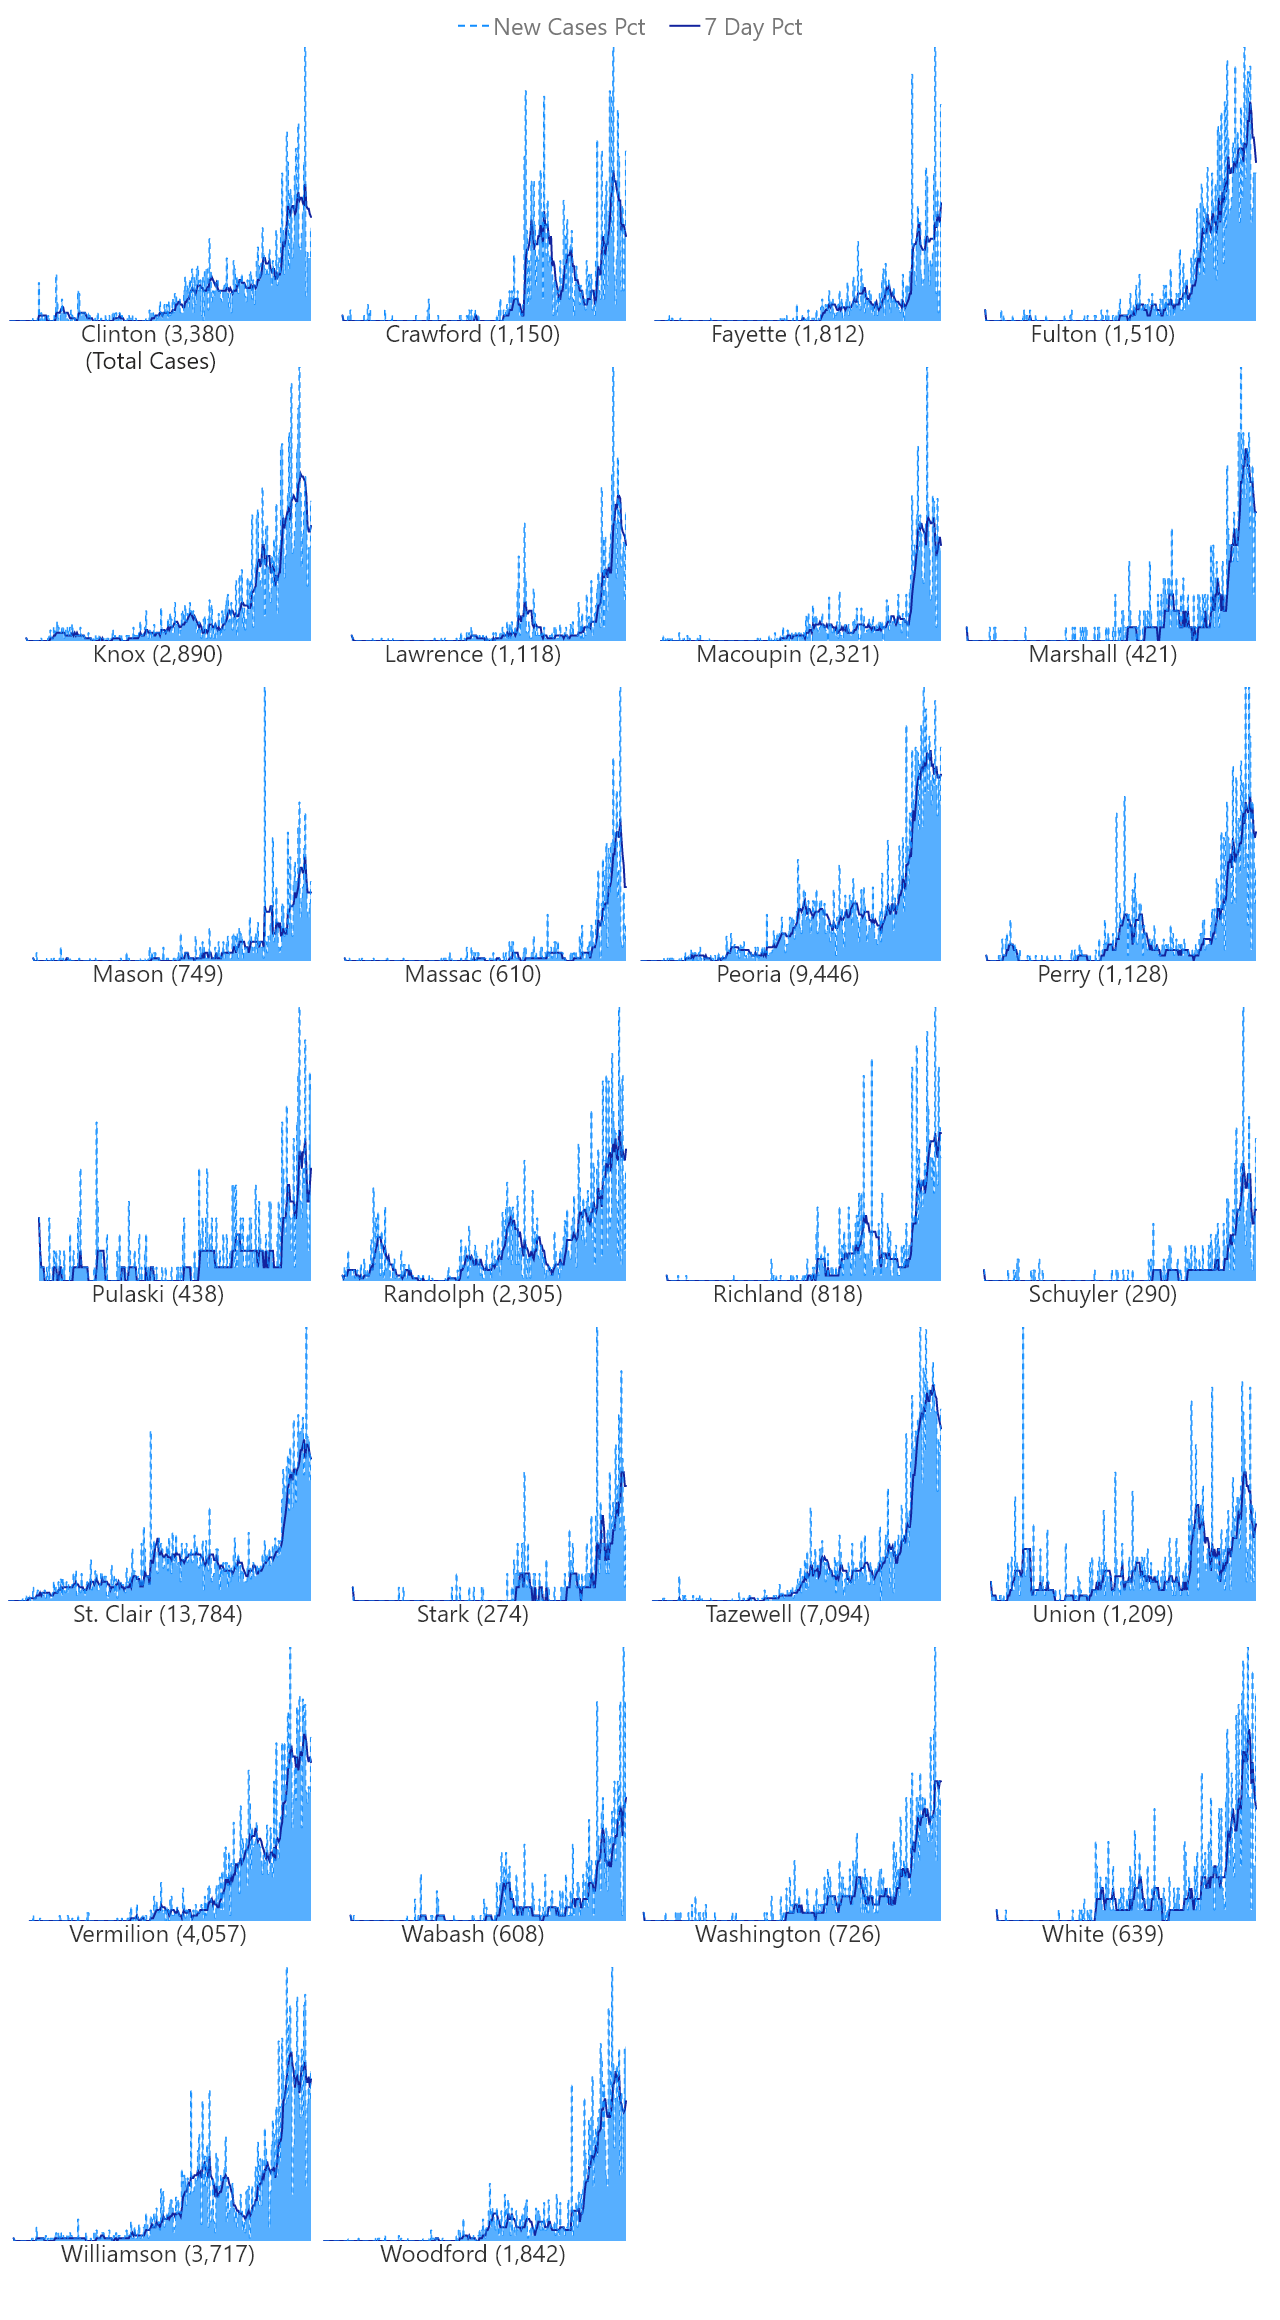 New Cases Pct 7 Day Pct
Clinton (3,380) Crawford (1,150) Fayette (1,812) Fulton (1,510)
(Total Cases)
Knox (2,890) Lawrence (1,118) Macoupin (2,321) Marshall (421)
Mason (749) Massac (610) Peoria (9,446) Perry (1,128)
Pulaski (438) Randolph (2,305) Richland (818) Schuyler (290)
St. Clair (13,784) Stark (274) Tazewell (7,094) Union (1,209)
Vermilion (4,057) Wabash (608) Washington (726) White (639)
Williamson (3,717) Woodford (1,842)